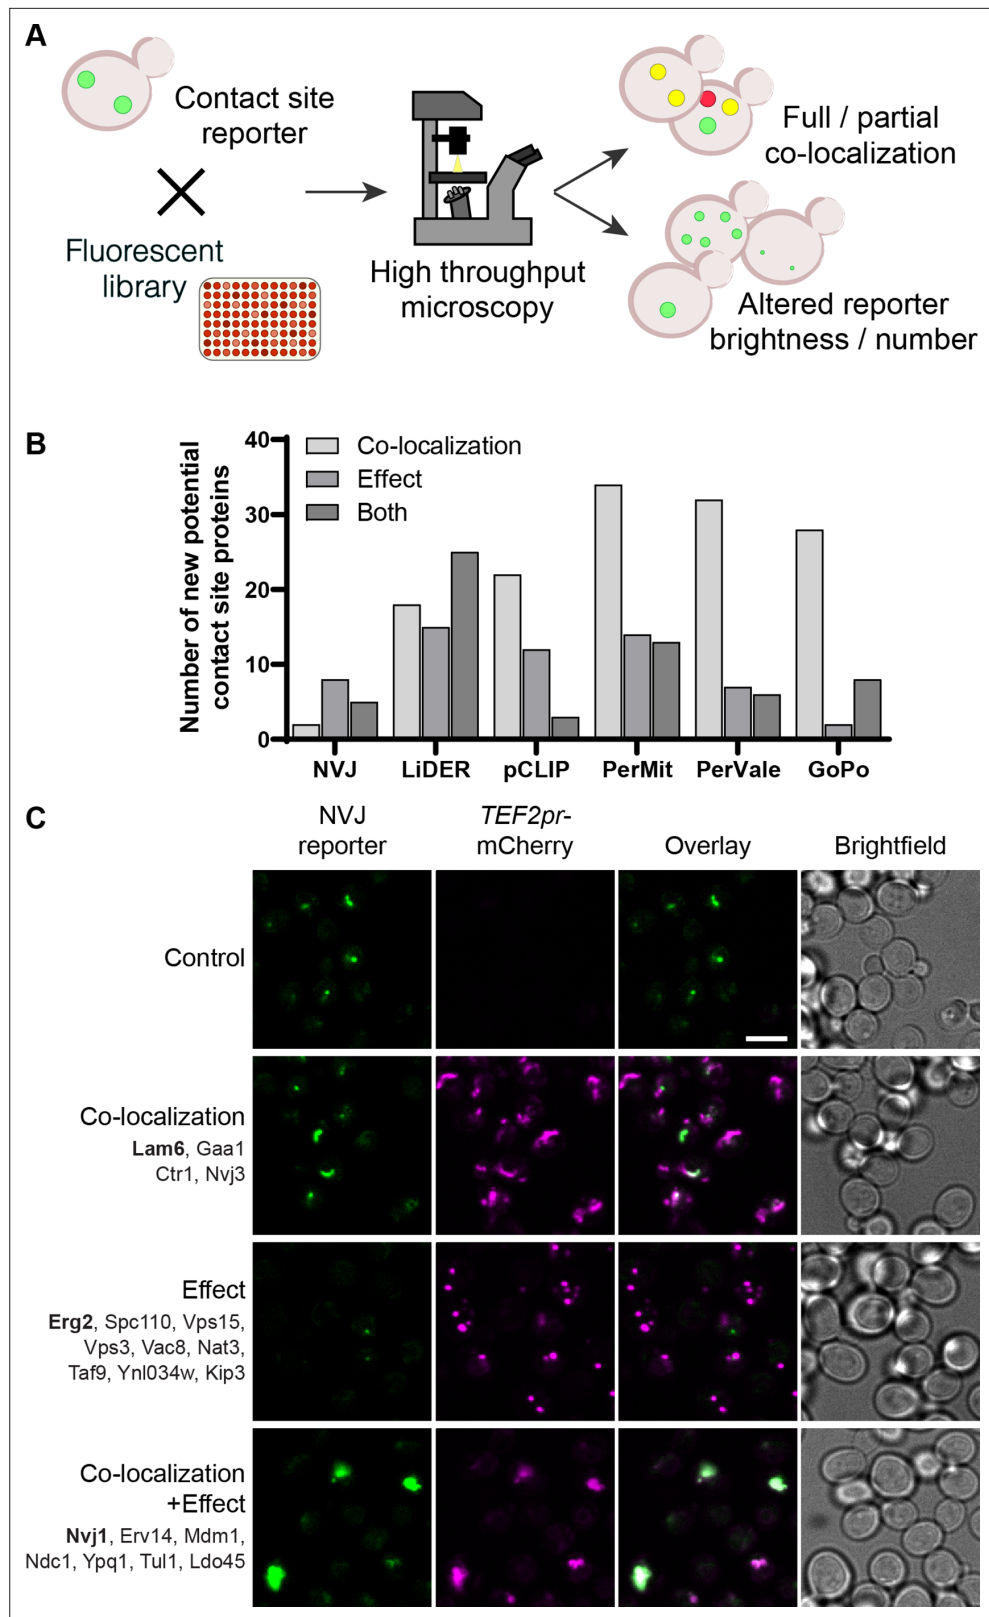 A
Contact site
reporter
Fluorescent
library
High throughput
microscopy
Full / partial
co-localization
Altered reporter
brightness / number
B
Number of new potential
contact site proteins
40
30
20
10
0
Co-localization
Effect
Both
NVJ
LiDER
pCLIP
PerMit
PerVale
GoPo
C
NVJ
reporter
TEF2pr-
mCherry
Overlay
Brightfield
Control
Co-localization
Lam6, Gaa1
Ctr1, Nvj3
Effect
Erg2, Spc110, Vps15,
Vps3, Vac8, Nat3,
Taf9, Ynl034w, Kip3
Co-localization
+Effect
Nvj1, Erv14, Mdm1,
Ndc1, Ypq1, Tul1, Ldo45